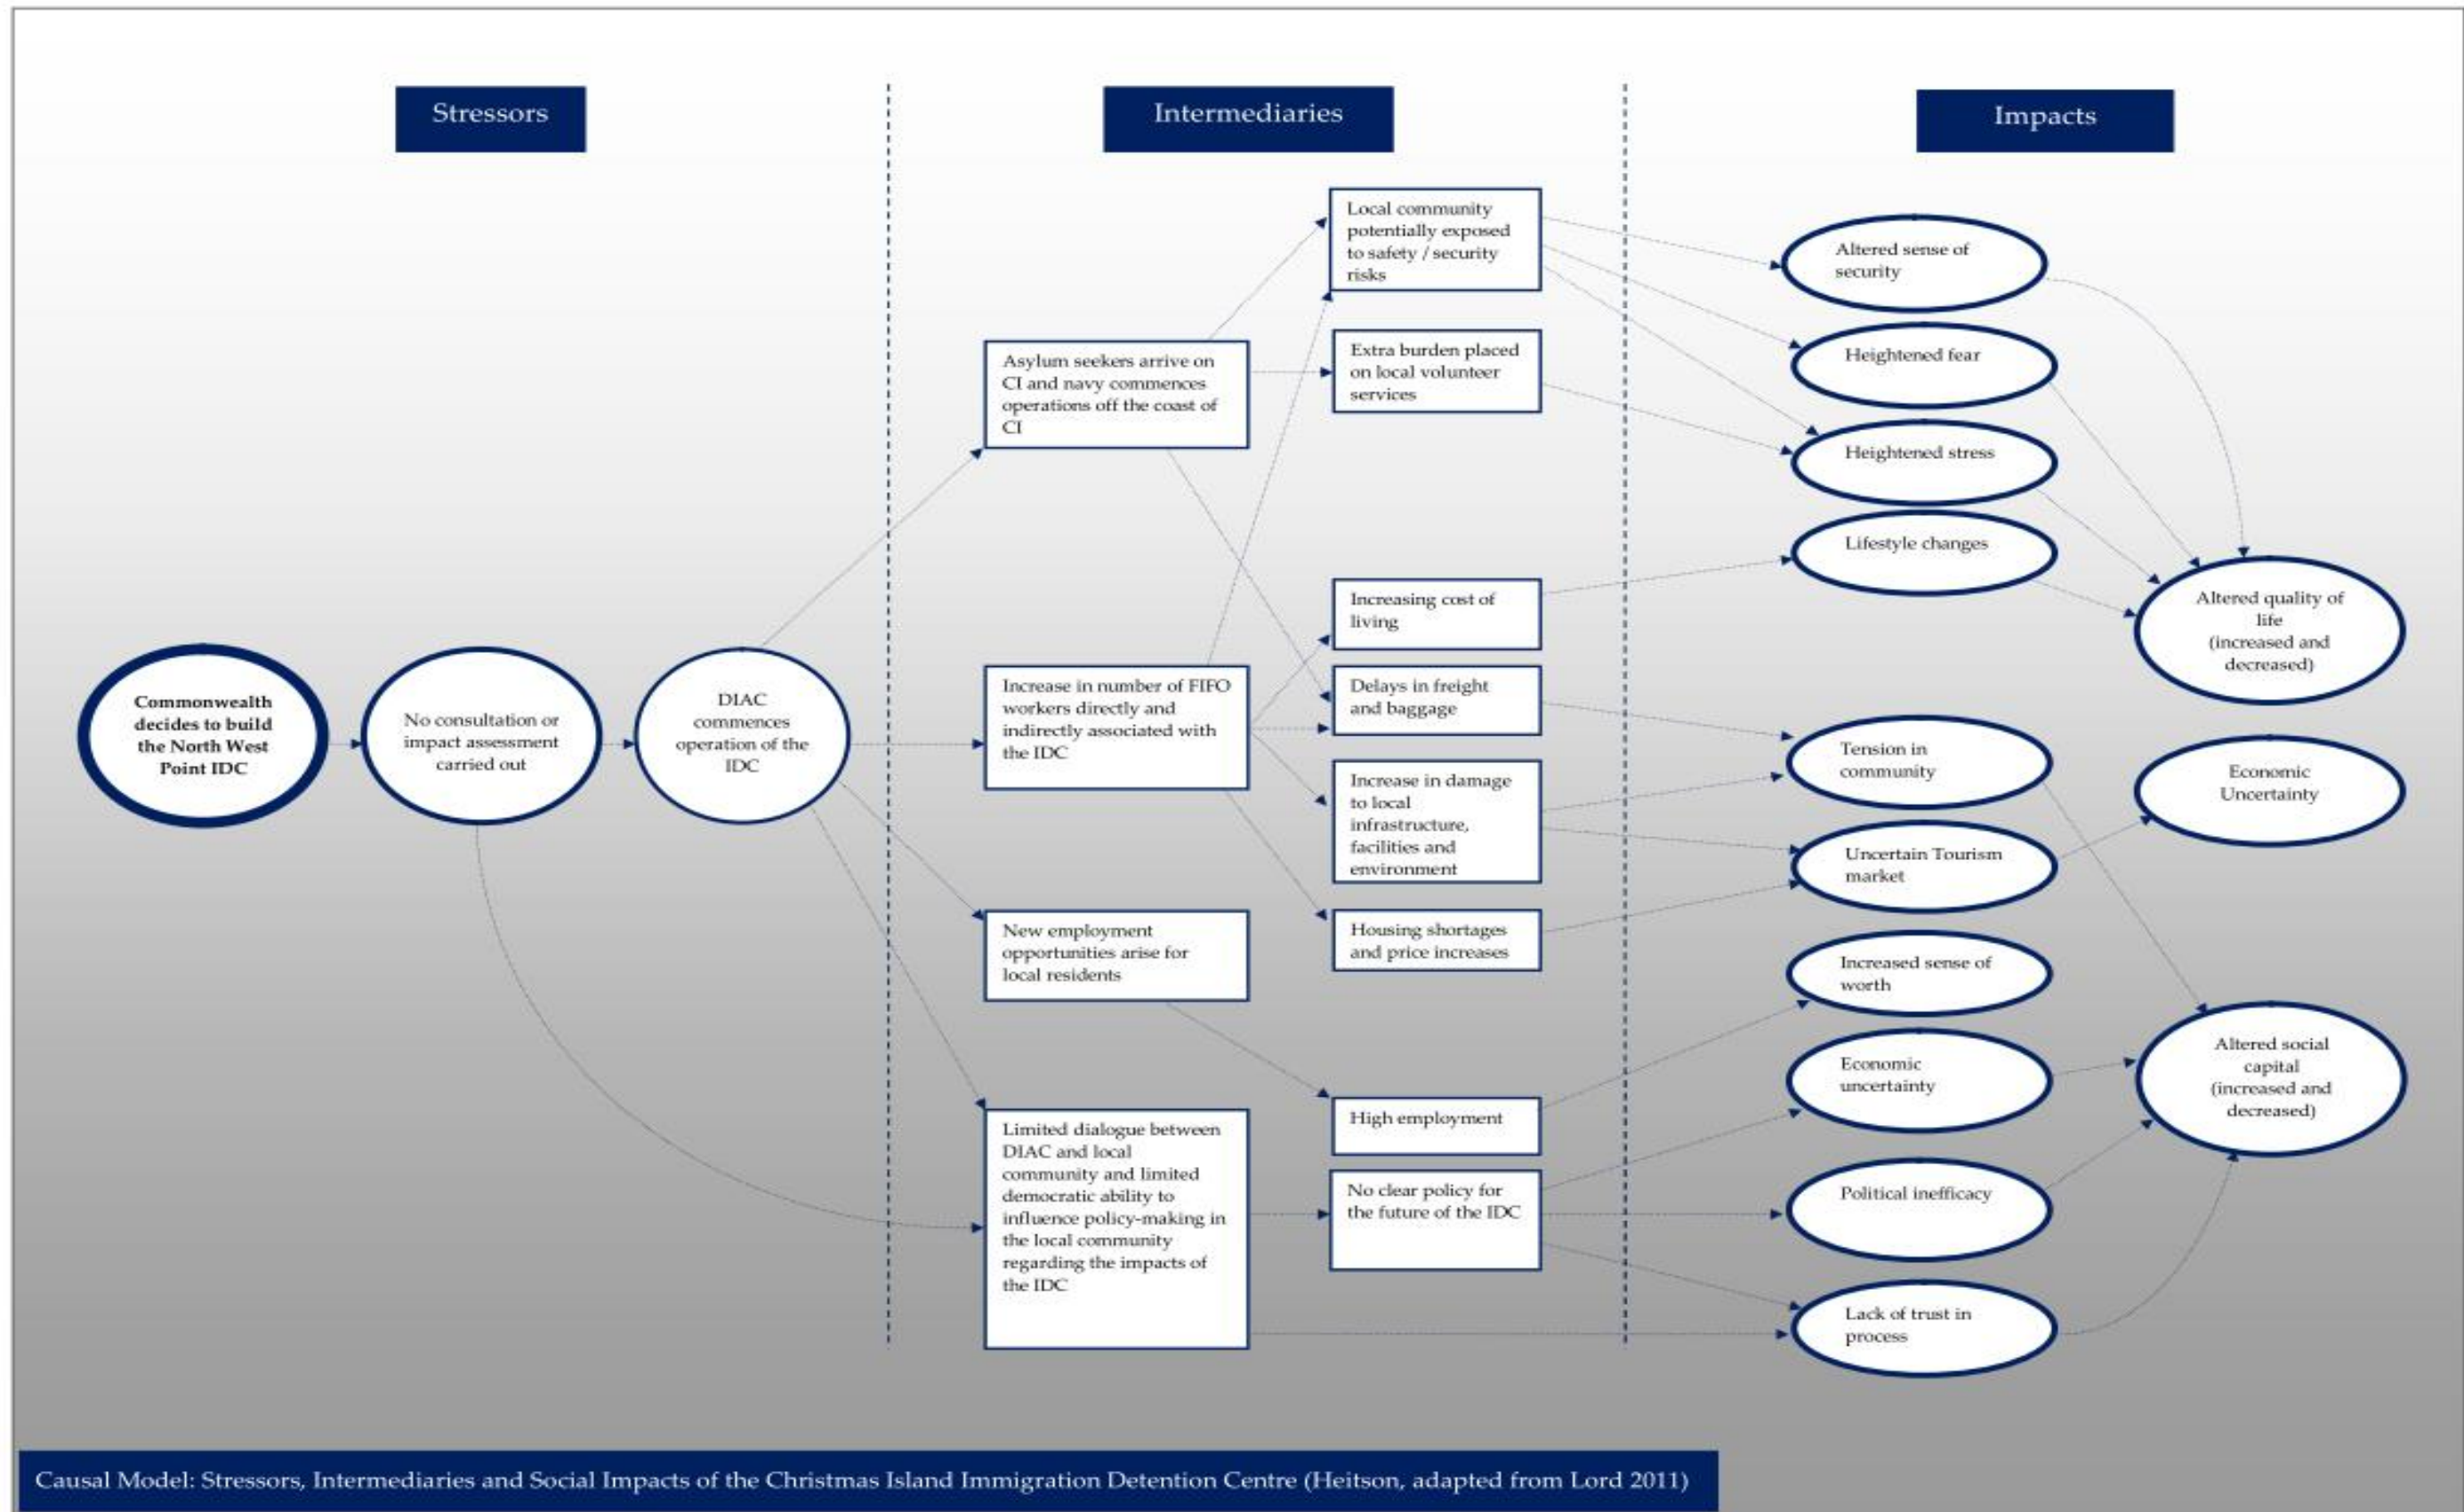 Stressors
Intermediaries
Impacts
Commonwealth
decides to build
the North West
Point IDC
No consultation or
impact assessment
carried out
DIAC
commences
operation of the
IDC
Asylum seekers arrive on
CI and navy commences
operations off the coast of
CI
Increase in number of FIFO
workers directly and
indirectly associated with
the IDC
New employment
opportunities arise for
local residents
Limited dialogue between
DIAC and local
community and limited
democratic ability to
influence policy-making in
the local community
regarding the impacts of
the IDC
Local community
potentially exposed
to safety / security
risks
Extra burden placed
on local volunteer
services
Increasing cost of
living
Delays in freight
and baggage
Increase in damage
to local
infrastructure,
facilities and
environment
Housing shortages
and price increases
High employment
No clear policy for
the future of the IDC
Altered sense of
security
Heightened fear
Heightened stress
Lifestyle changes
Tension in
community
Uncertain Tourism
market
Increased sense of
worth
Economic
uncertainty
Political inefficacy
Lack of trust in
process
Altered quality of
life
(increased and
decreased)
Economic
Uncertainty
Altered social
capital
(increased and
decreased)
Causal Model: Stressors, Intermediaries and Social Impacts of the Christmas Island Immigration Detention Centre (Heitson, adapted from Lord 2011)